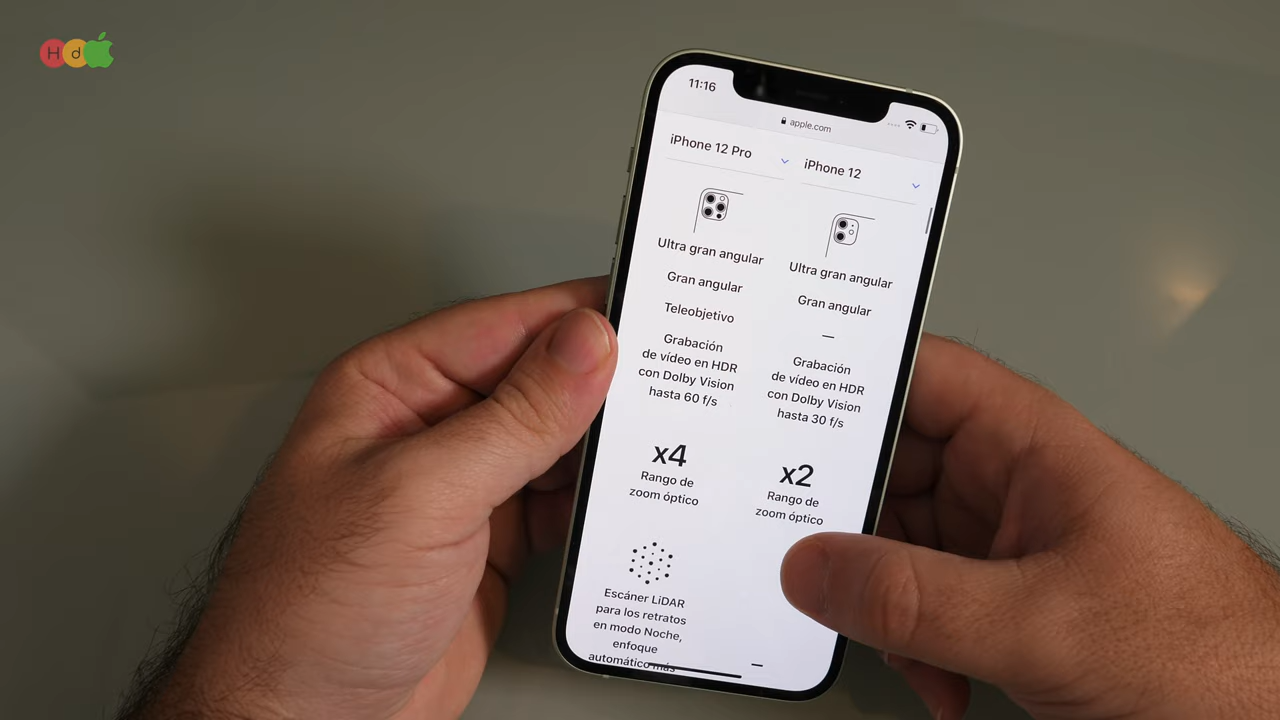 Hd
11:16
apple.com
iPhone 12 Pro
iPhone 12
Ultra gran angular
Gran angular
Teleobjetivo
Grabación
de vídeo en HDR
con Dolby Vision
hasta 60 f/s
x4
Rango de
zoom óptico
Escáner LiDAR
para los retratos
en modo Noche,
enfoque
automático más
Ultra gran angular
Gran angular
—
Grabación
de vídeo en HDR
con Dolby Vision
hasta 30 f/s
x2
Rango de
zoom óptico
—